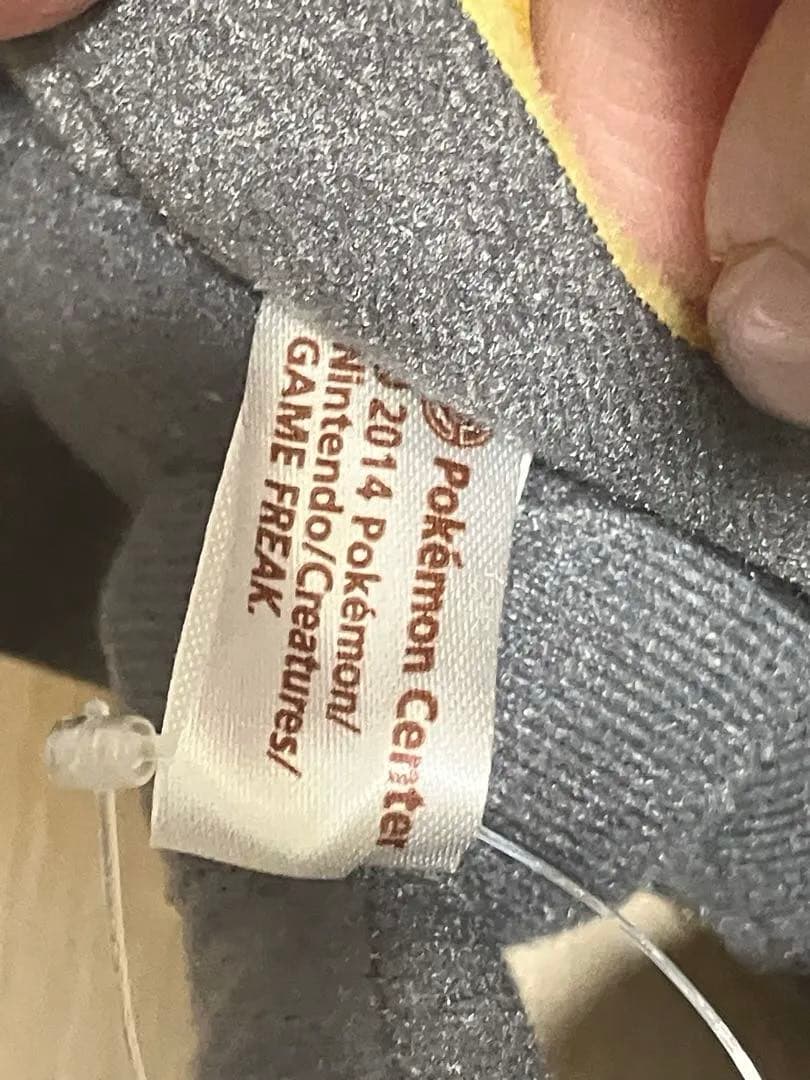 Pokémon Center
2014 Pokémon/
Nintendo/Creatures/
GAME FREAK.